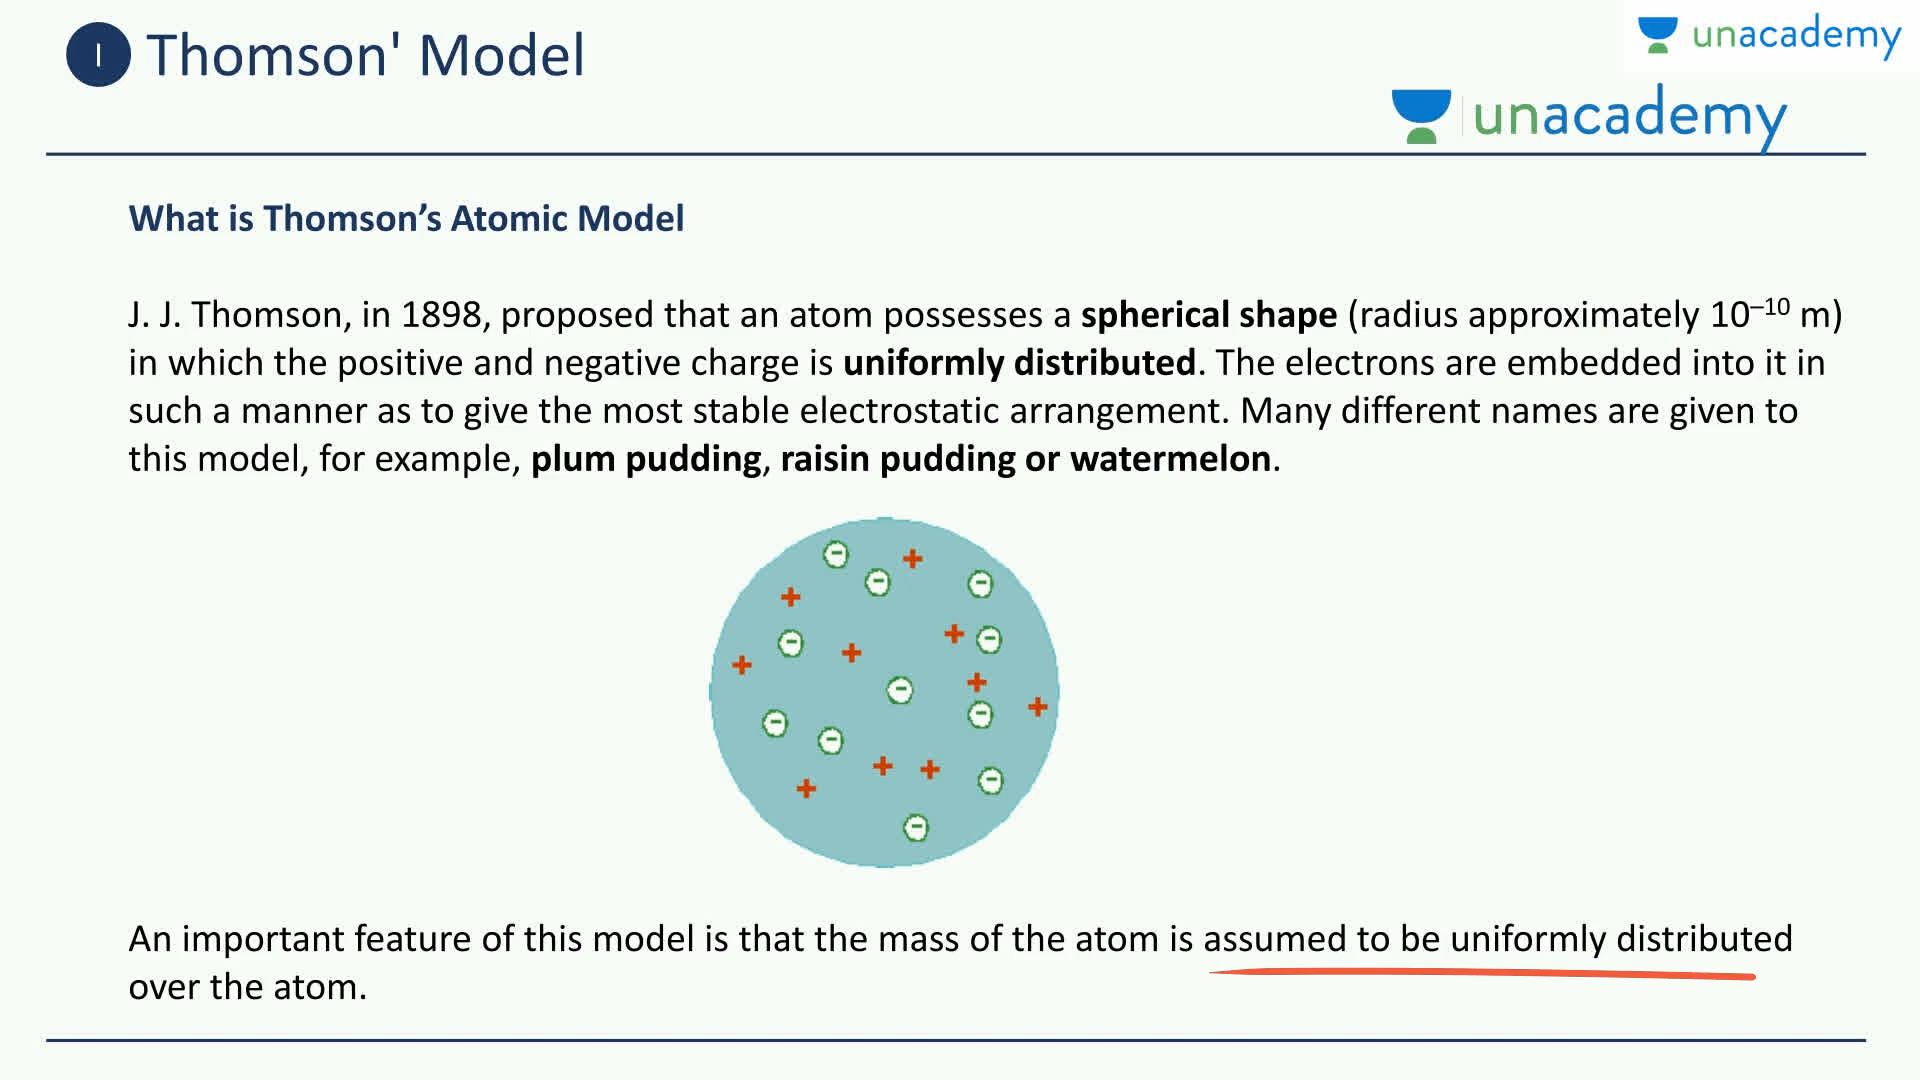 I Thomson' Model
unacademy
unacademy
What is Thomson’s Atomic Model
J. J. Thomson, in 1898, proposed that an atom possesses a spherical shape (radius approximately 10⁻¹⁰ m)
in which the positive and negative charge is uniformly distributed. The electrons are embedded into it in
such a manner as to give the most stable electrostatic arrangement. Many different names are given to
this model, for example, plum pudding, raisin pudding or watermelon.
An important feature of this model is that the mass of the atom is assumed to be uniformly distributed
over the atom.